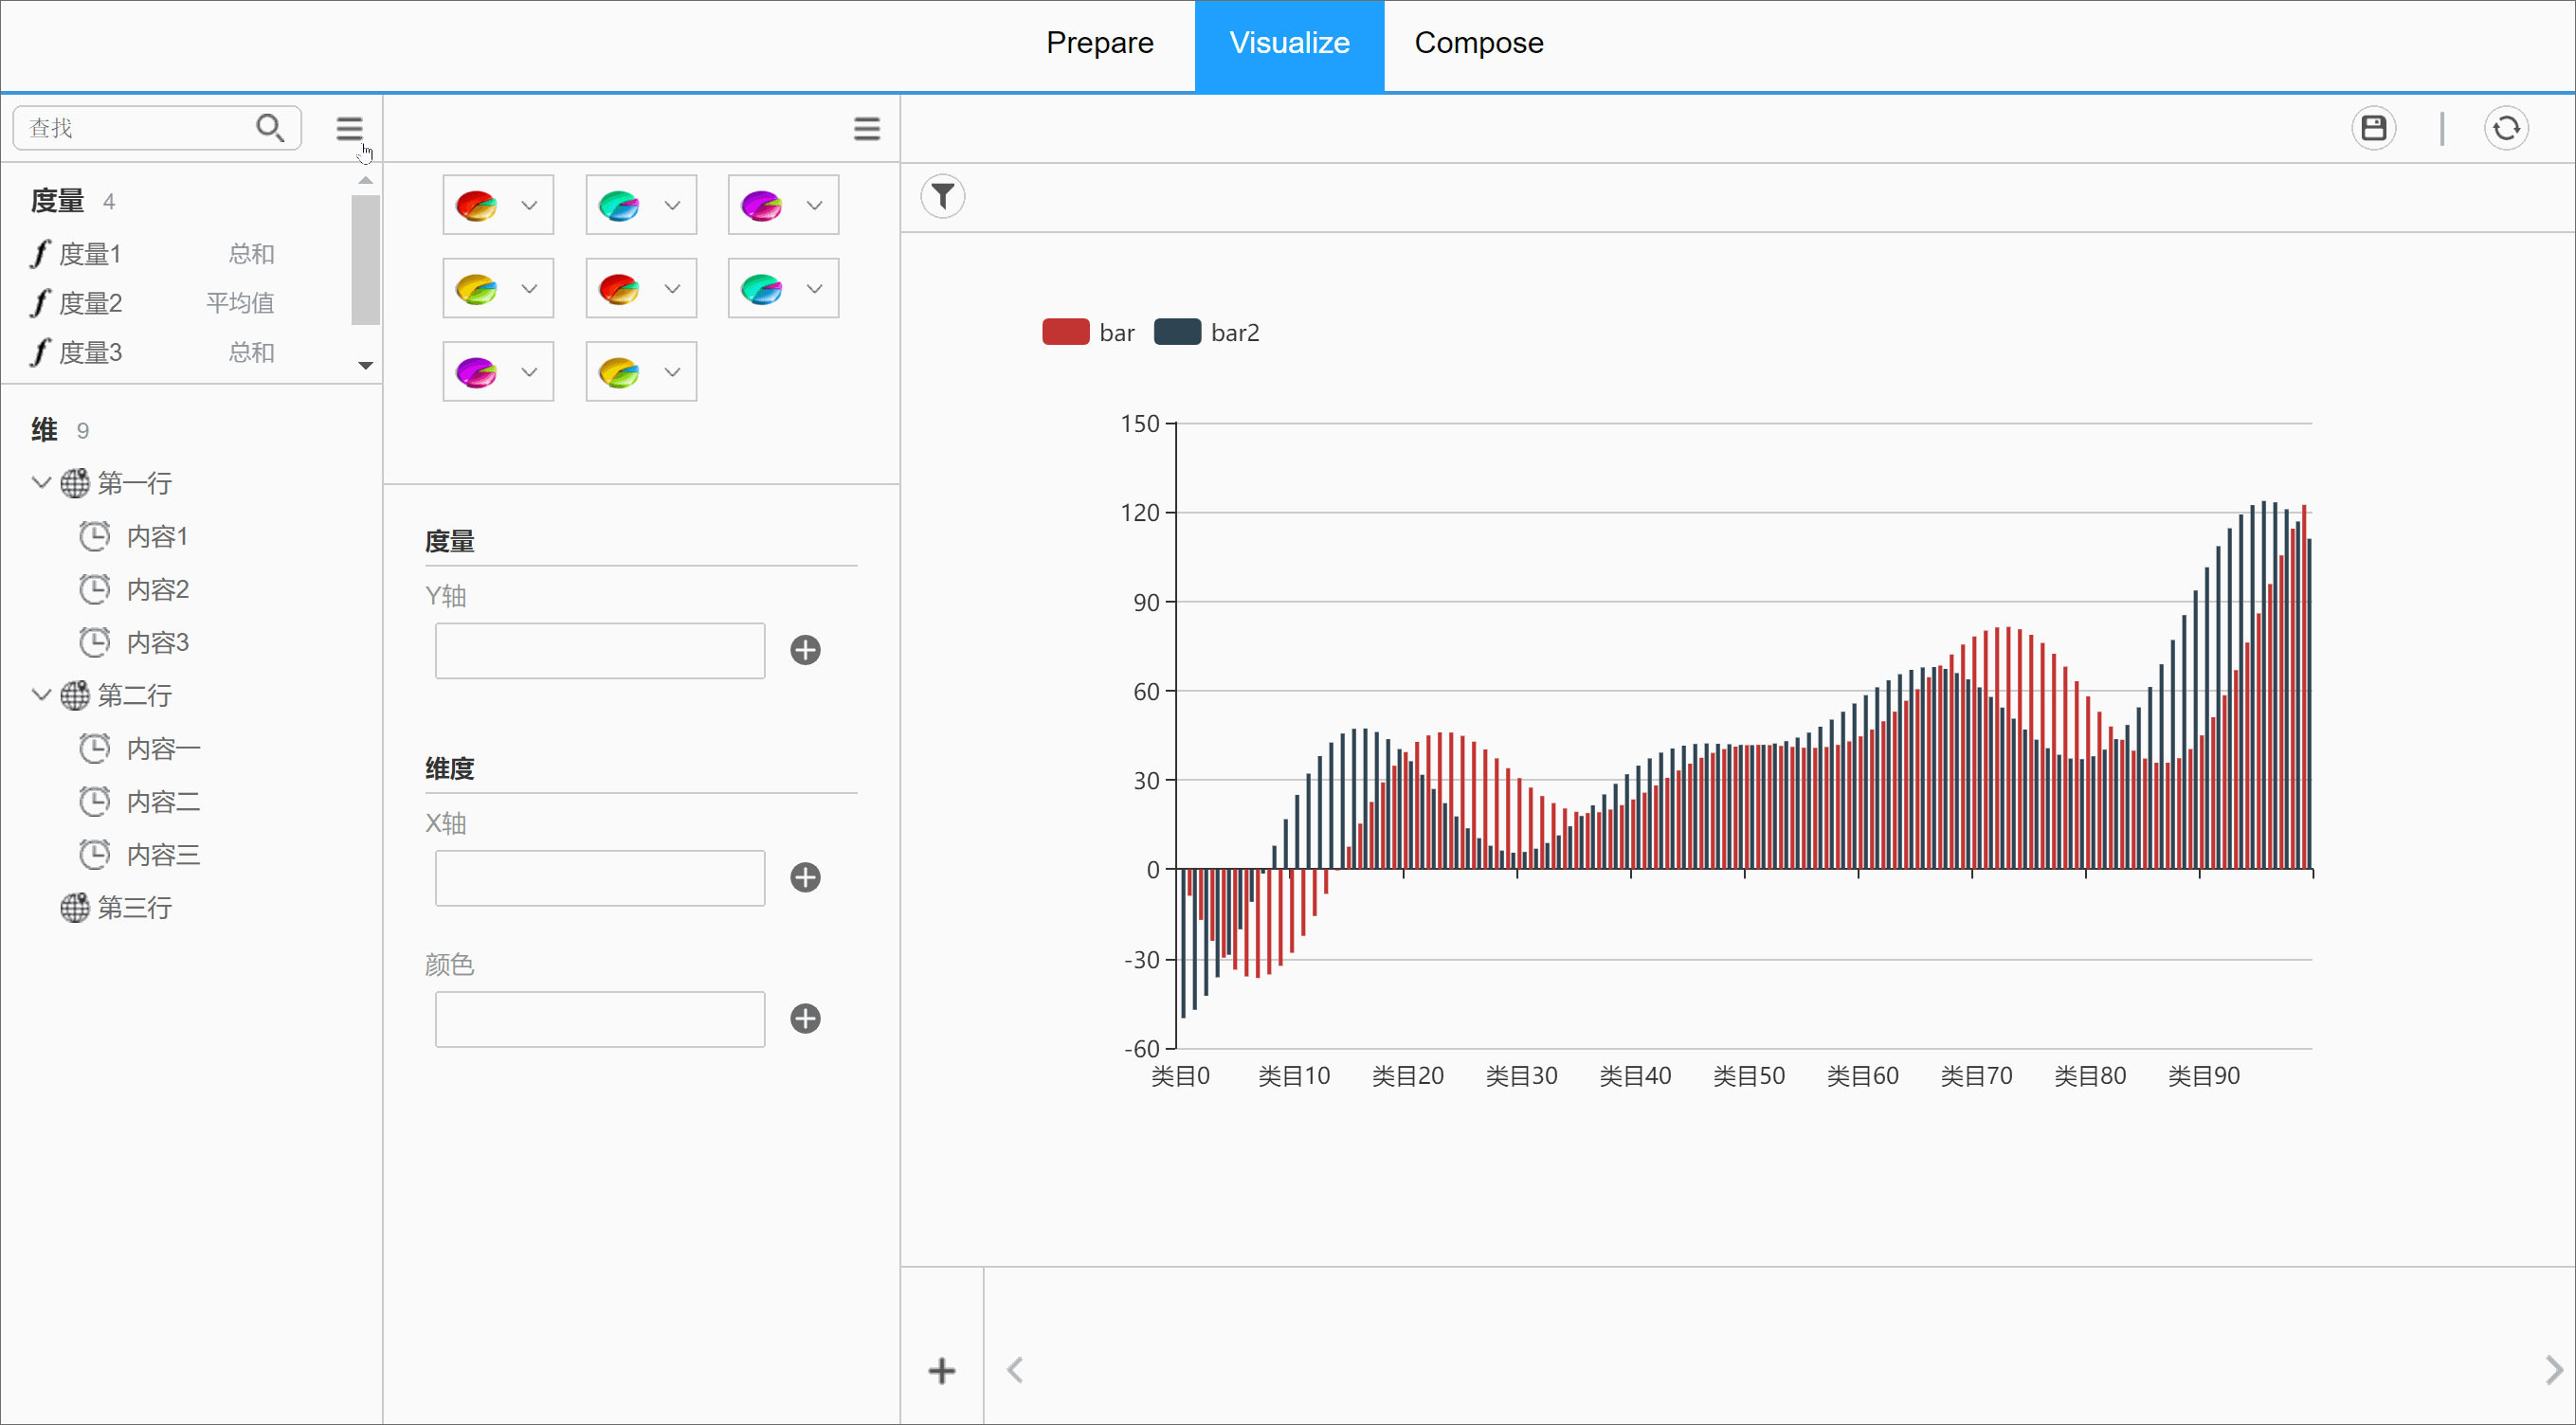 Prepare Visualize Compose
查找
度量 4
f 度量1 总和
f 度量2 平均值
f 度量3 总和
维 9
第一行
内容1
内容2
内容3
第二行
内容一
内容二
内容三
第三行
度量
Y轴
维度
X轴
颜色
bar bar2
150
120
90
60
30
0
-30
-60
类目0 类目10 类目20 类目30 类目40 类目50 类目60 类目70 类目80 类目90